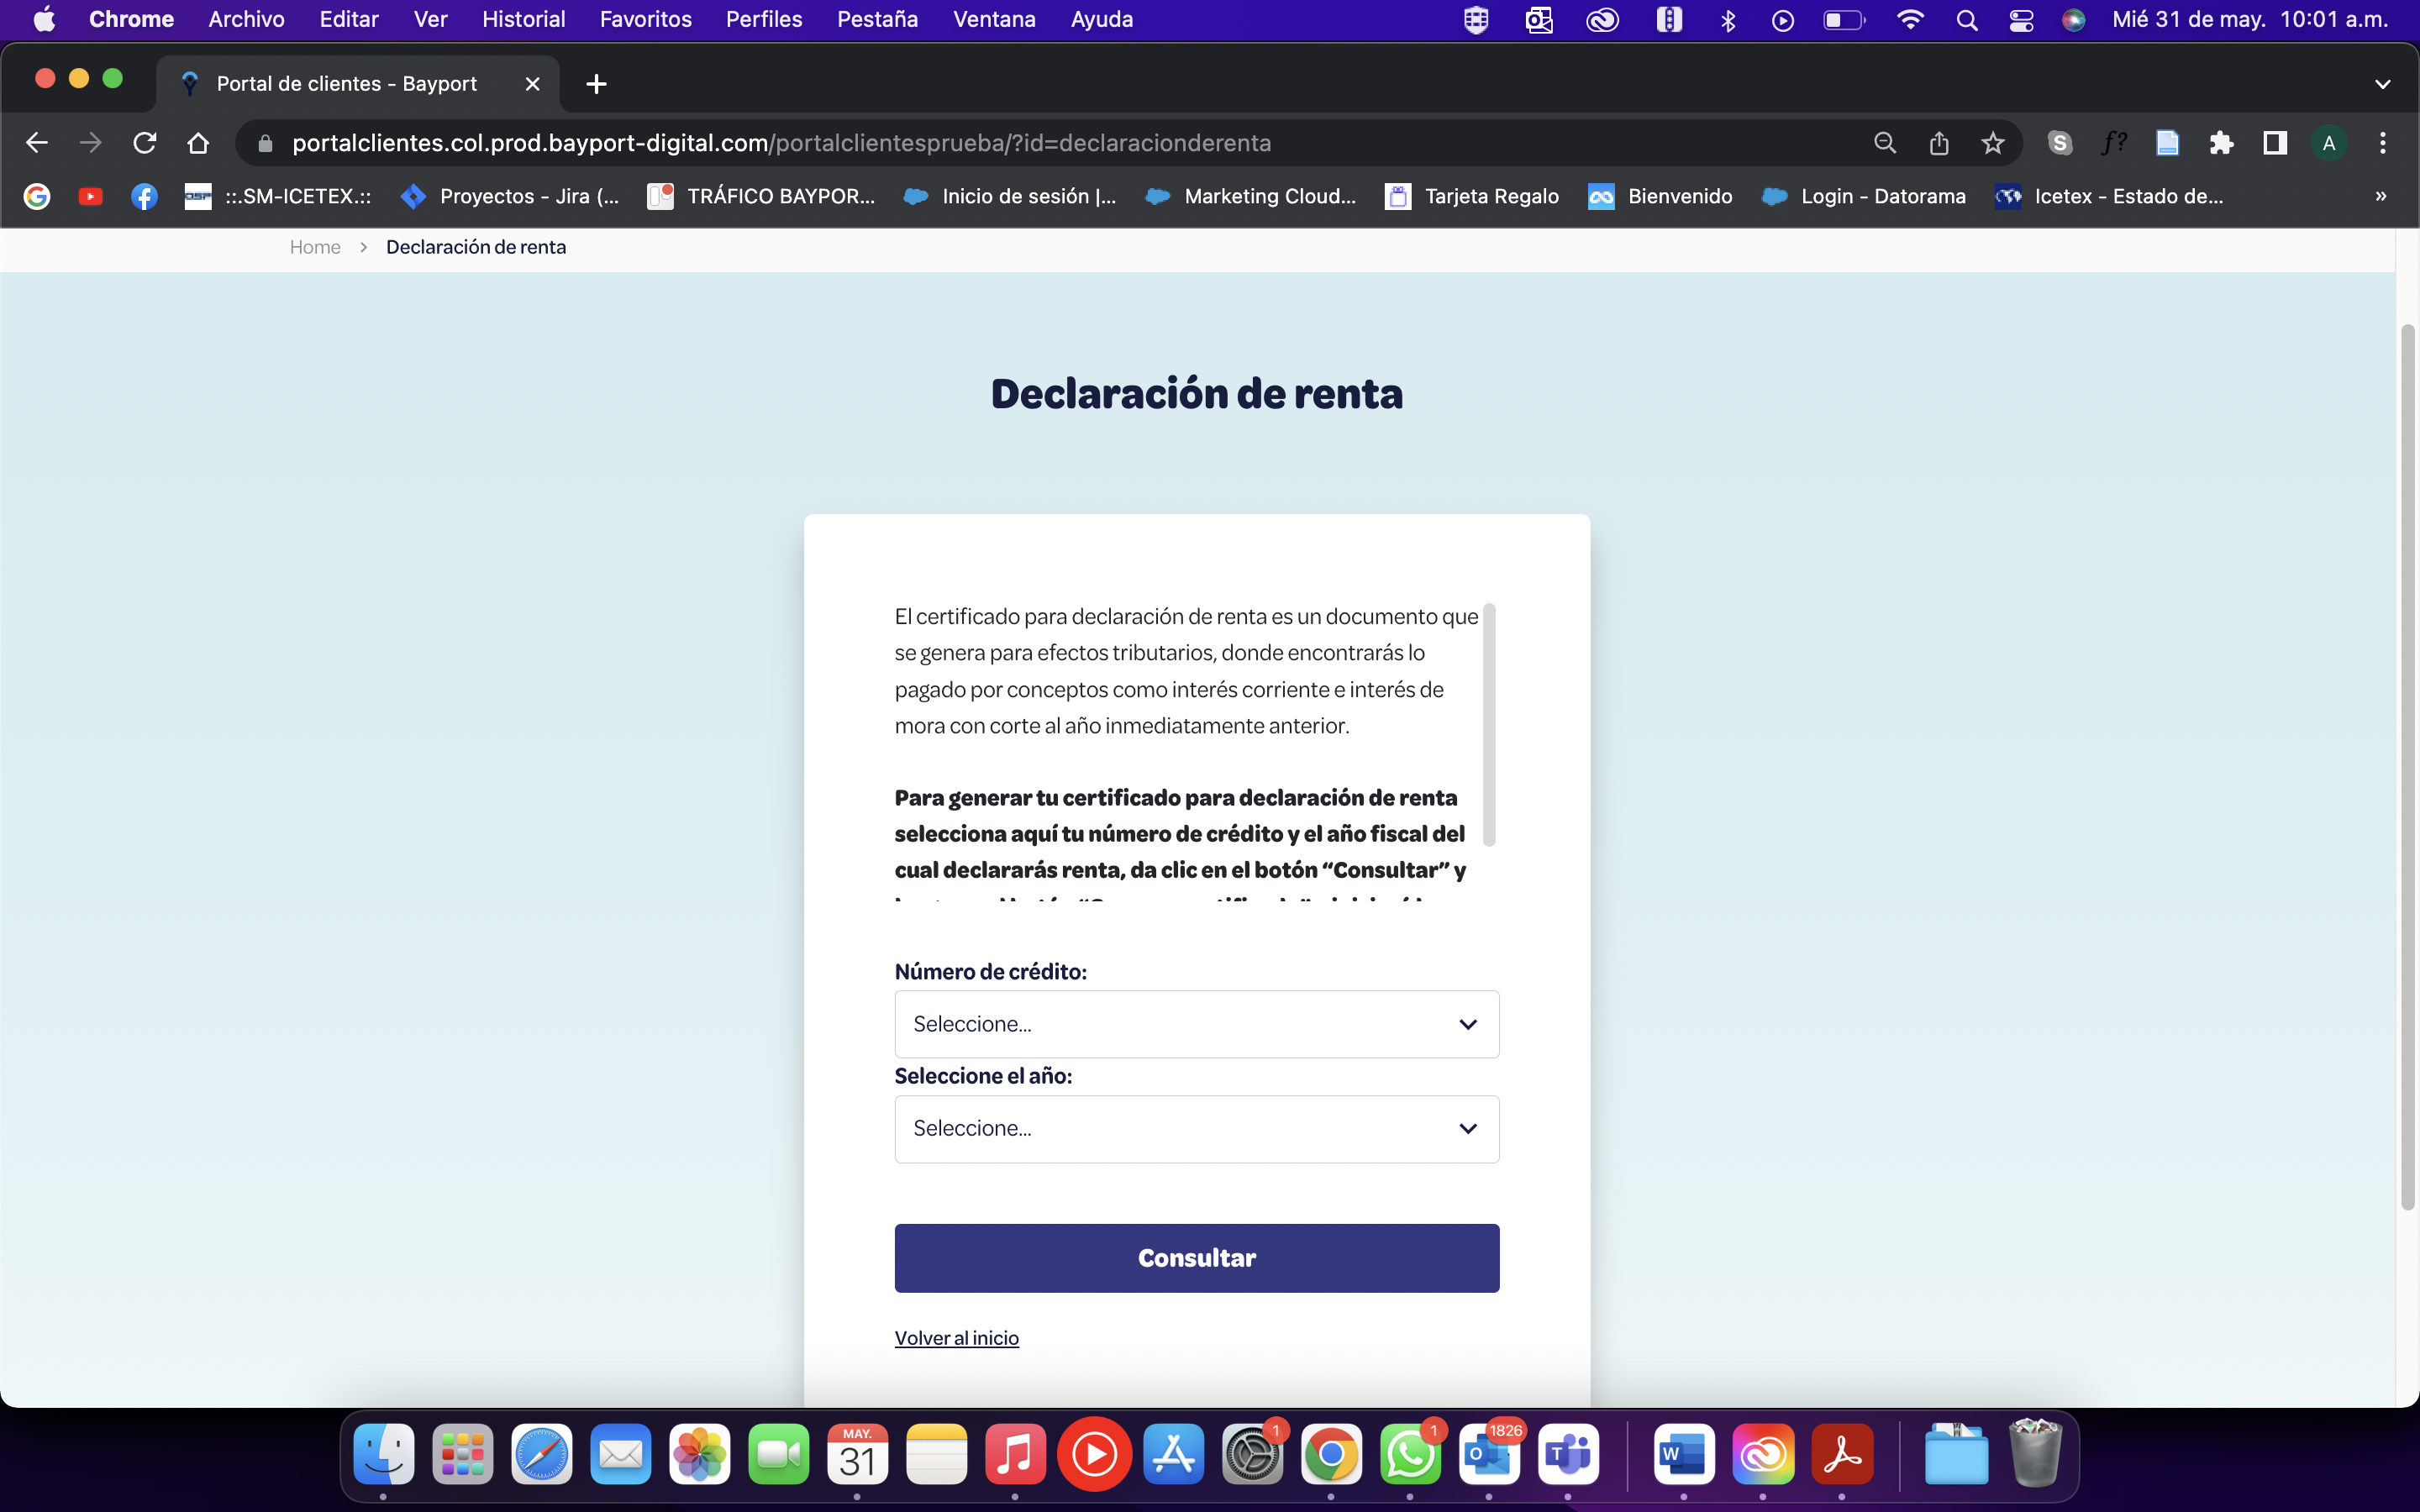 Chrome Archivo Editar Ver Historial Favoritos Perfiles Pestaña Ventana Ayuda Mié 31 de may. 10:01 a.m.
Portal de clientes - Bayport
portalclientes.col.prod.bayport-digital.com/portalclientesprueba/?id=declaracionderenta
A
::.SM-ICETEX.:: Proyectos - Jira (... TRÁFICO BAYPOR... Inicio de sesión |... Marketing Cloud... Tarjeta Regalo Bienvenido Login - Datorama Icetex - Estado de... »
Home > Declaración de renta
Declaración de renta
El certificado para declaración de renta es un documento que
se genera para efectos tributarios, donde encontrarás lo
pagado por conceptos como interés corriente e interés de
mora con corte al año inmediatamente anterior.
Para generar tu certificado para declaración de renta
selecciona aquí tu número de crédito y el año fiscal del
cual declararás renta, da clic en el botón “Consultar” y
Número de crédito:
Seleccione...
Seleccione el año:
Seleccione...
Consultar
Volver al inicio
MAY.
31
1
1
1826